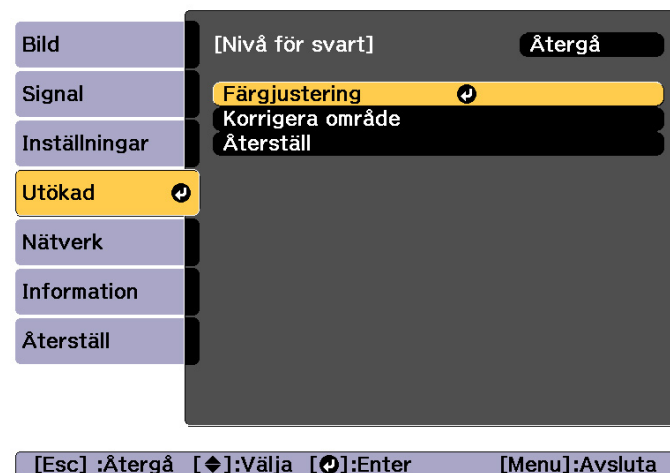 Bild
Signal
Inställningar
Utökad
Nätverk
Information
Återställ
[Nivå för svart] Återgå
Färgjustering
Korrigera område
Återställ
[Esc] :Återgå [◆]:Välja [↵]:Enter [Menu]:Avsluta